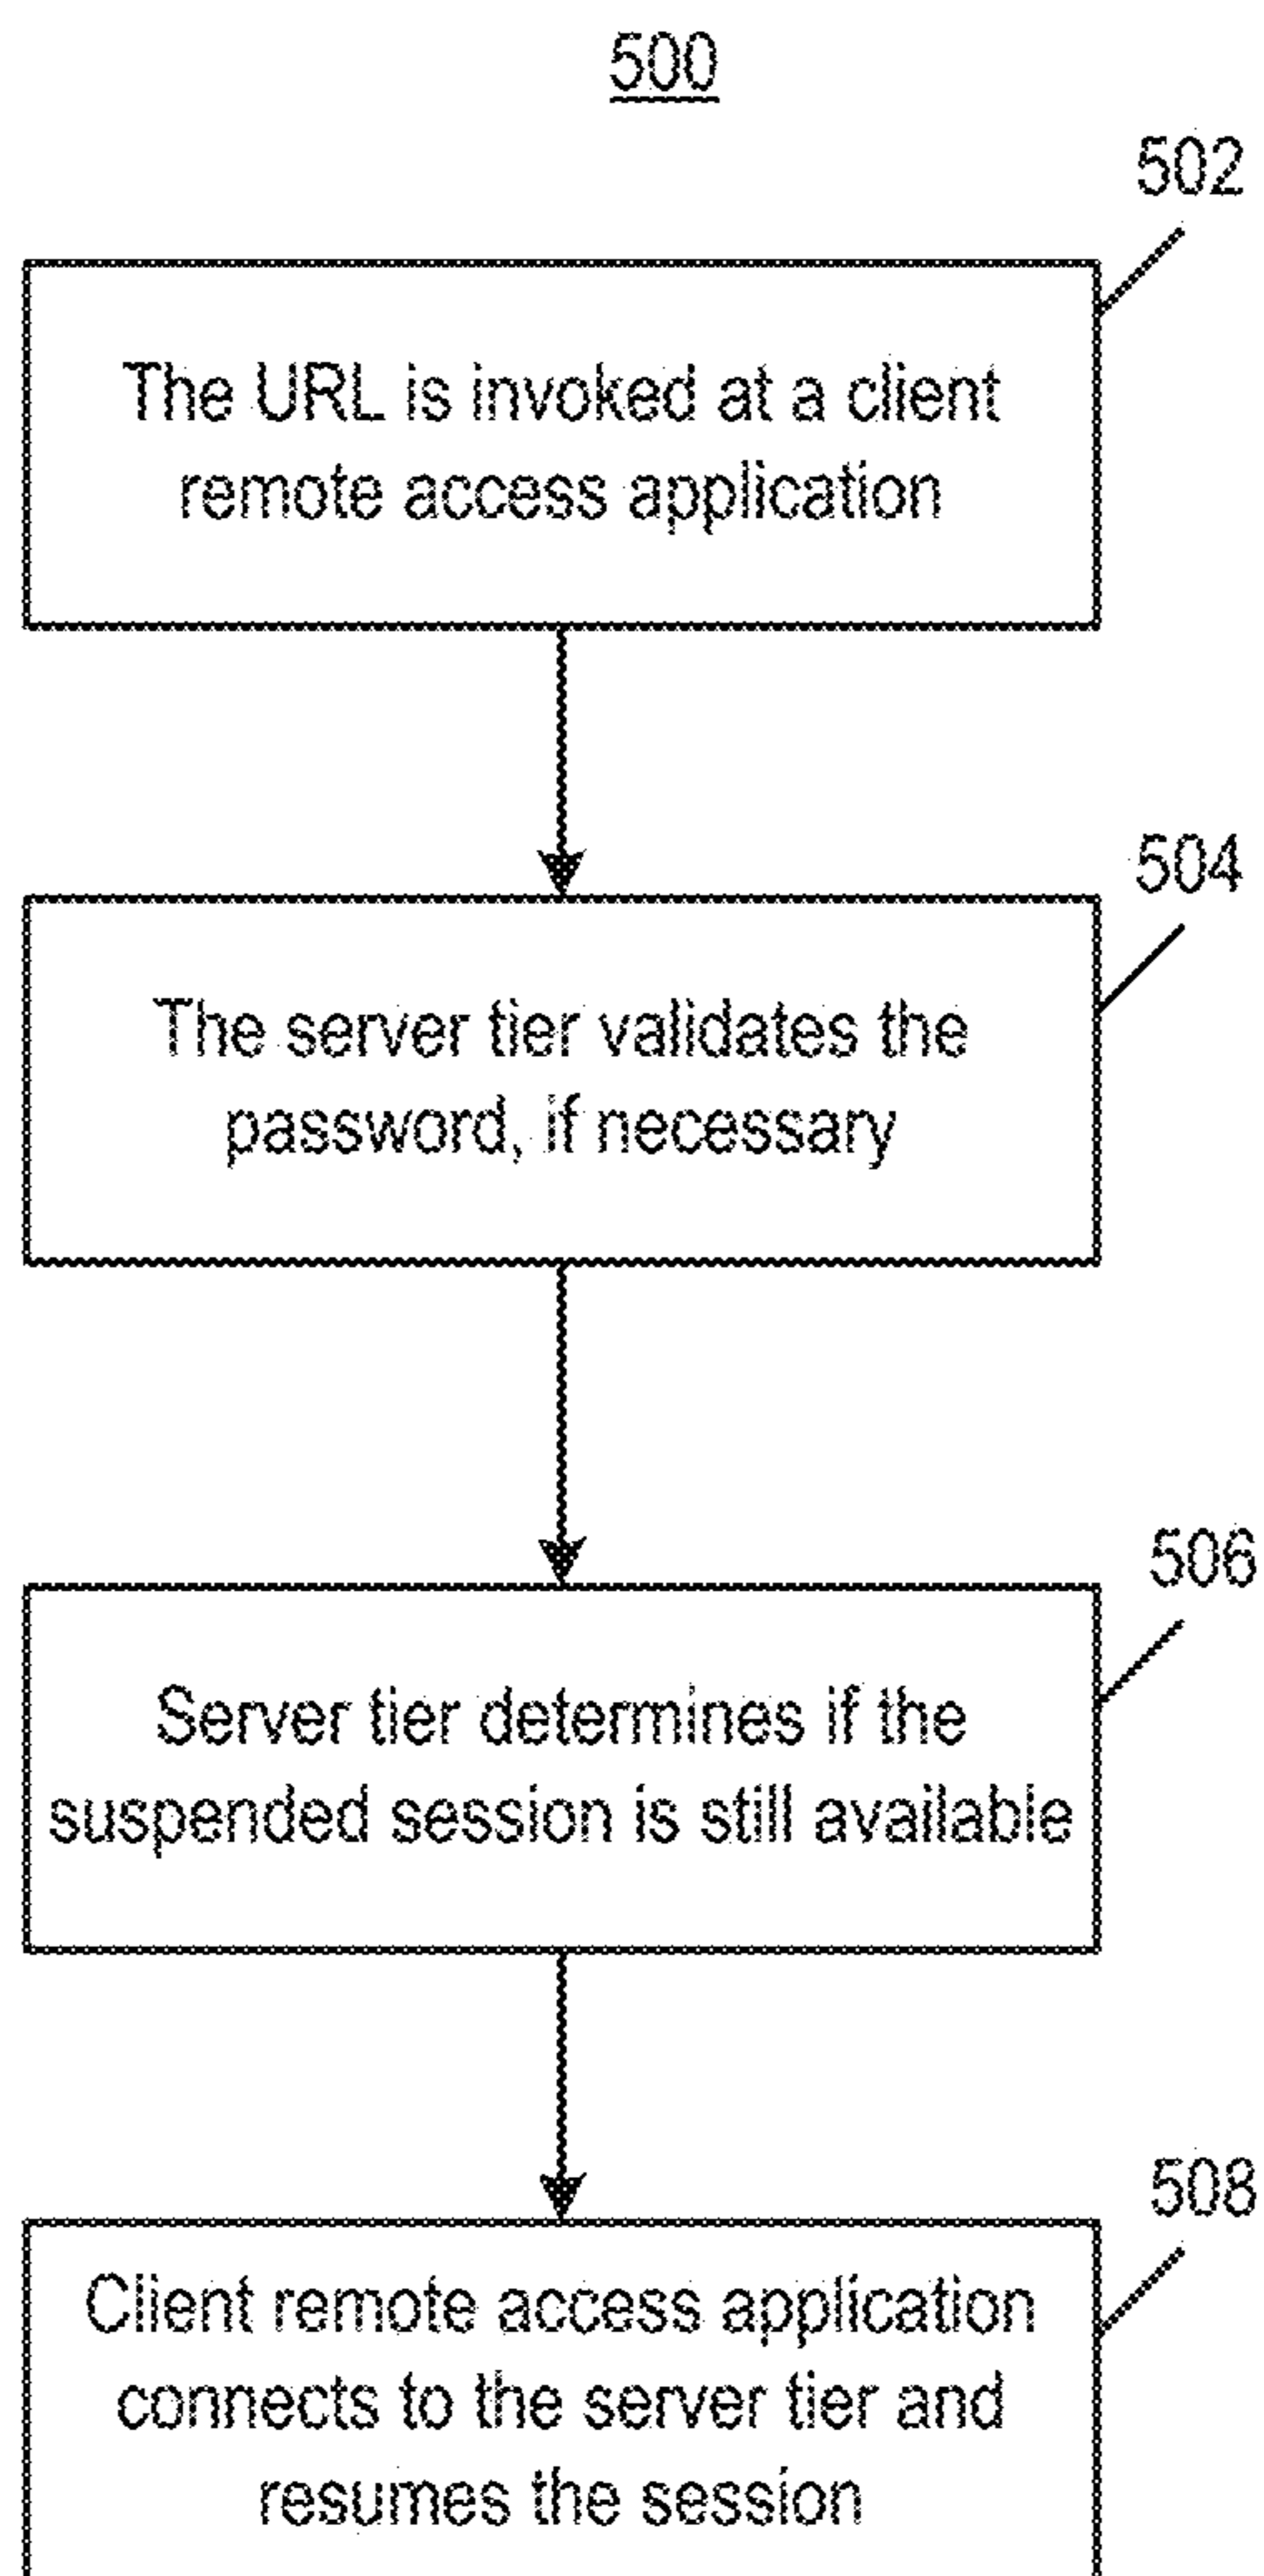 500
502
The URL is invoked at a client
remote access application
504
The server tier validates the
password, if necessary
506
Server tier determines if the
suspended session is still available
508
Client remote access application
connects to the server tier and
resumes the session